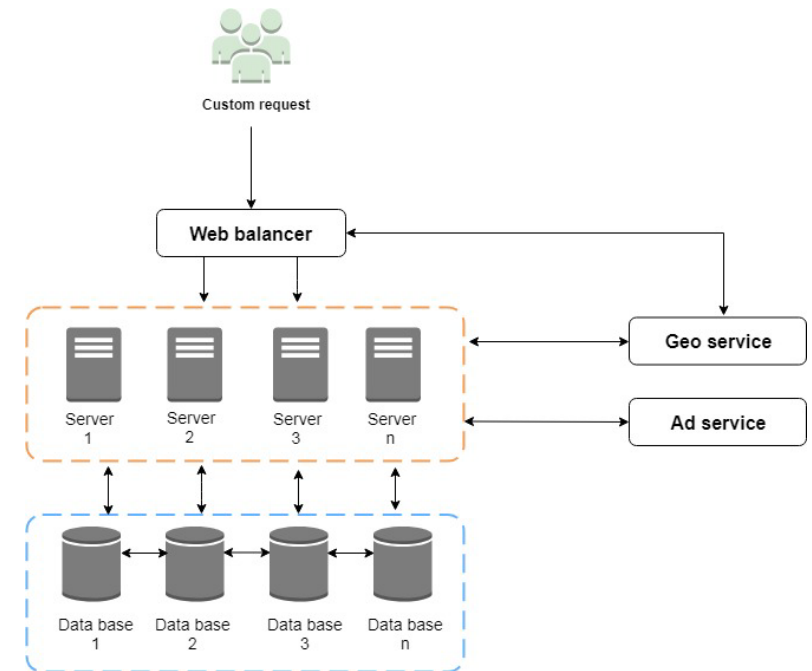 Custom request
Web balancer
Geo service
Ad service
Server
1
Server
2
Server
3
Server
n
Data base
1
Data base
2
Data base
3
Data base
n